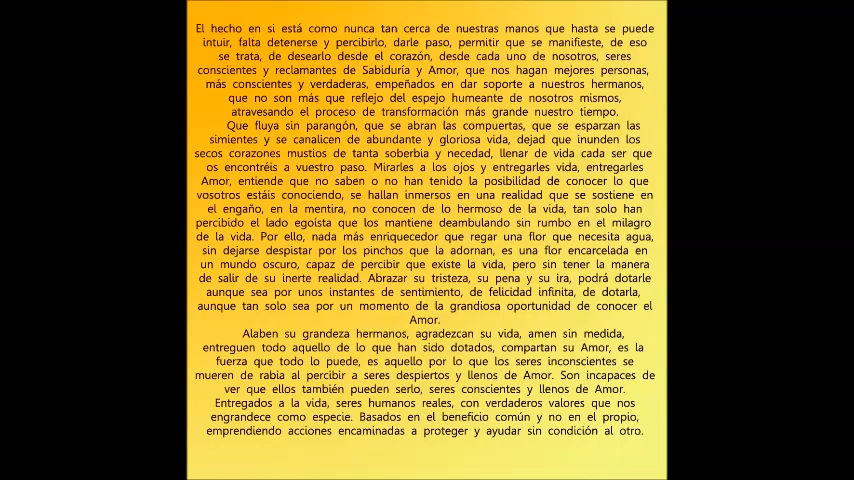 El hecho en si está como nunca tan cerca de nuestras manos que hasta se puede
intuir, falta detenerse y percibirlo, darle paso, permitir que se manifieste, de eso
se trata, de desearlo desde el corazón, desde cada uno de nosotros, seres
conscientes y reclamantes de Sabiduría y Amor, que nos hagan mejores personas,
más conscientes y verdaderas, empeñados en dar soporte a nuestros hermanos,
que no son más que reflejo del espejo humeante de nosotros mismos,
atravesando el proceso de transformación más grande nuestro tiempo.
Que fluya sin parangón, que se abran las compuertas, que se esparzan las
simientes y se canalicen de abundante y gloriosa vida, dejad que inunden los
secos corazones mustios de tanta soberbia y necedad, llenar de vida cada ser que
os encontréis a vuestro paso. Mirarles a los ojos y entregarles vida, entregarles
Amor, entiende que no saben o no han tenido la posibilidad de conocer lo que
vosotros estáis conociendo, se hallan inmersos en una realidad que se sostiene en
el engaño, en la mentira, no conocen de lo hermoso de la vida, tan solo han
percibido el lado egoísta que los mantiene deambulando sin rumbo en el milagro
de la vida. Por ello, nada más enriquecedor que regar una flor que necesita agua,
sin dejarse despistar por los pinchos que la adornan, es una flor encarcelada en
un mundo oscuro, capaz de percibir que existe la vida, pero sin tener la manera
de salir de su inerte realidad. Abrazar su tristeza, su pena y su ira, podrá dotarle
aunque sea por unos instantes de sentimiento, de felicidad infinita, de dotarla,
aunque tan solo sea por un momento de la grandiosa oportunidad de conocer el
Amor.
Alaben su grandeza hermanos, agradezcan su vida, amen sin medida,
entreguen todo aquello de lo que han sido dotados, compartan su Amor, es la
fuerza que todo lo puede, es aquello por lo que los seres inconscientes se
mueren de rabia al percibir a seres despiertos y llenos de Amor. Son incapaces de
ver que ellos también pueden serlo, seres conscientes y llenos de Amor.
Entregados a la vida, seres humanos reales, con verdaderos valores que nos
engrandece como especie. Basados en el beneficio común y no en el propio,
emprendiendo acciones encaminadas a proteger y ayudar sin condición al otro.